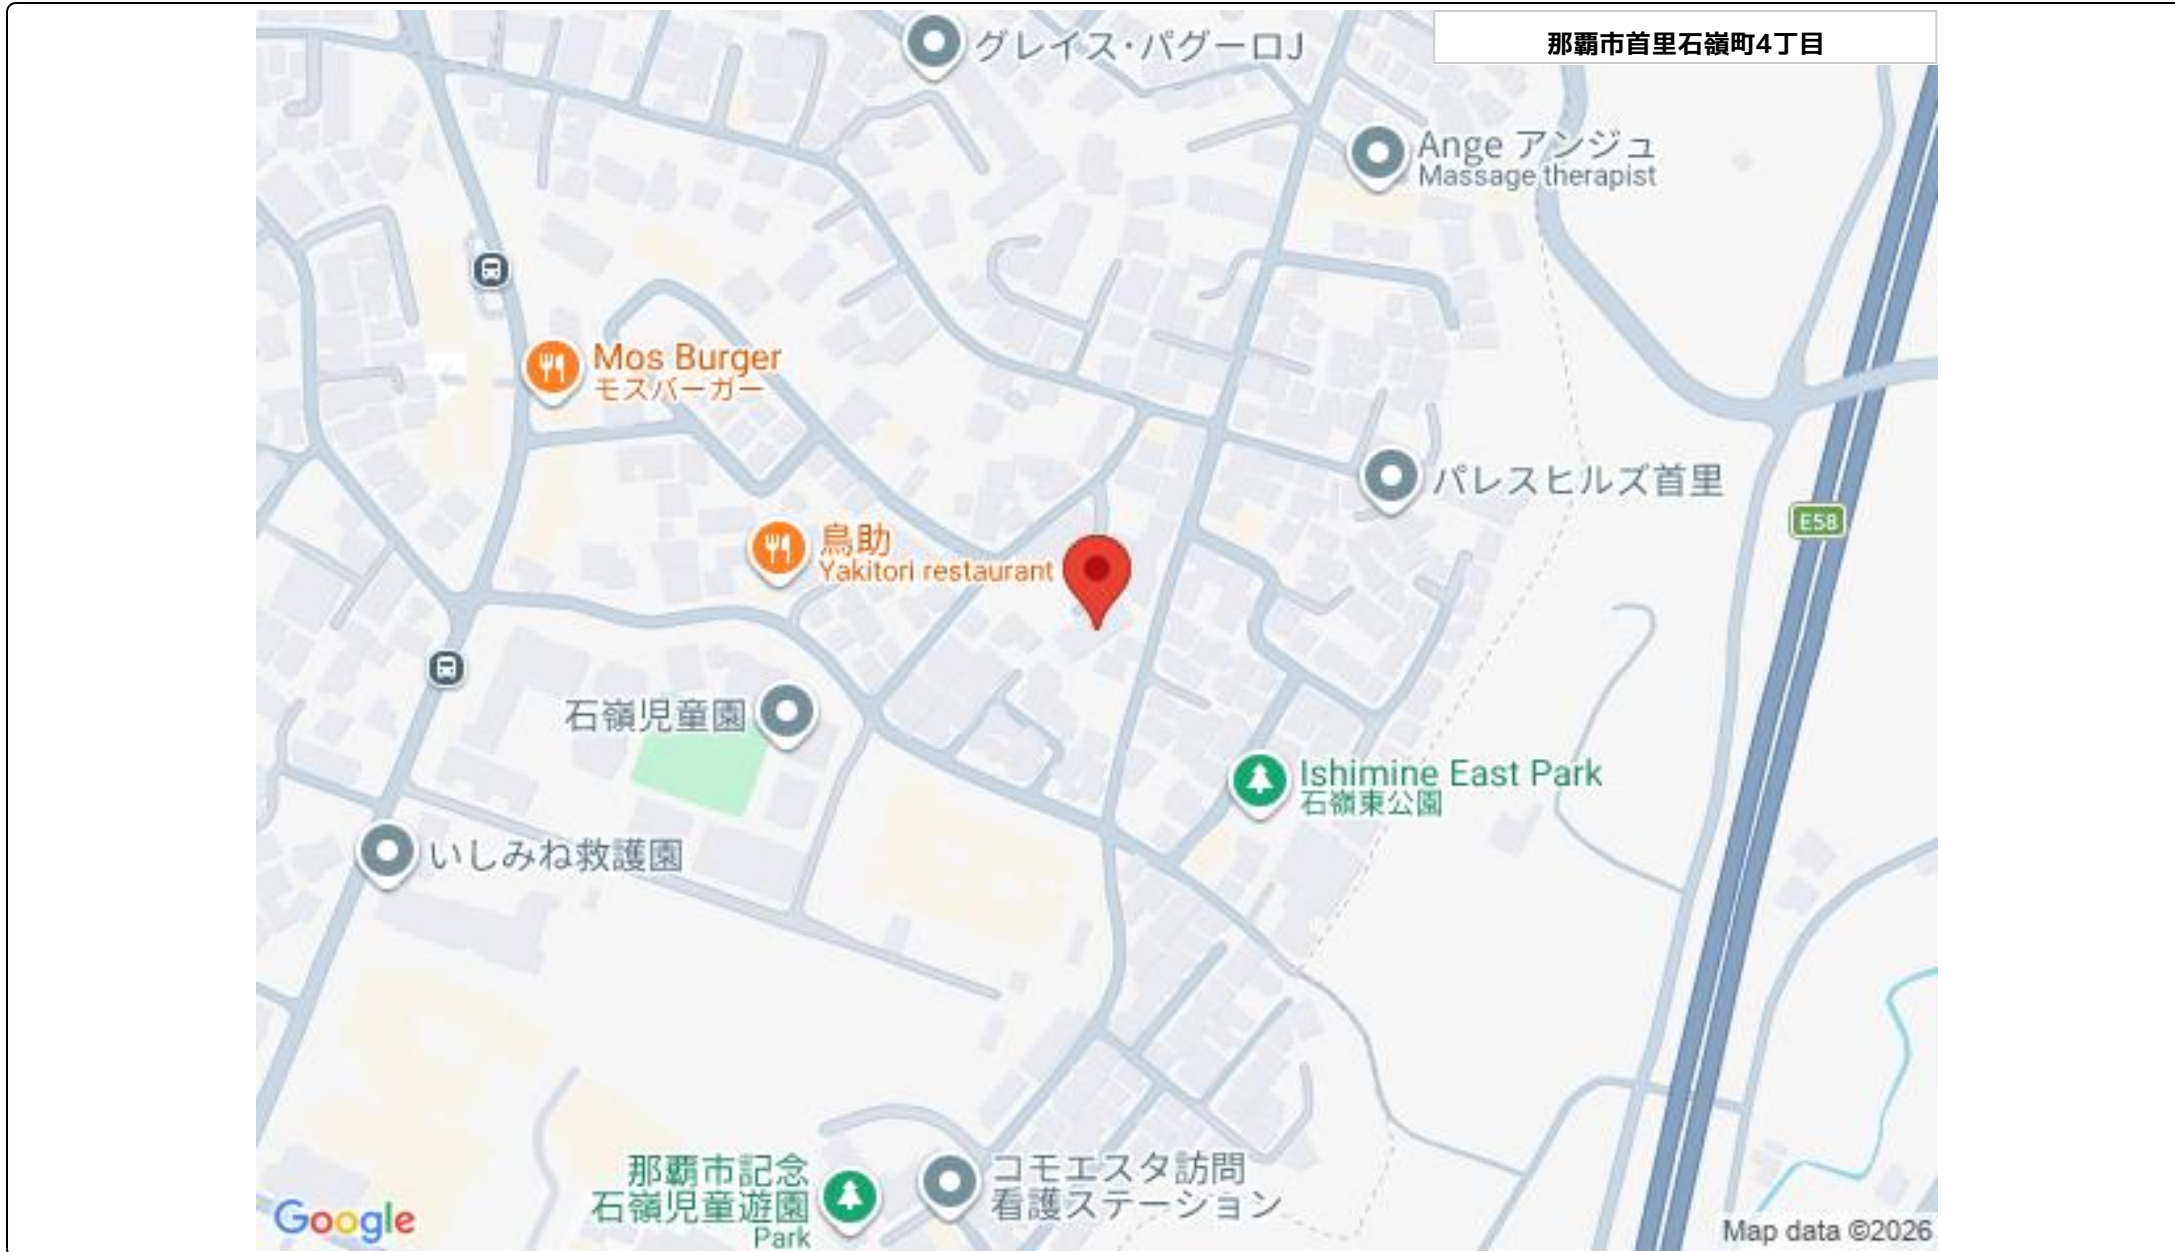 グレイス・パグーロJ
那覇市首里石嶺町4丁目
Ange アンジュ
Massage therapist
Mos Burger
モスバーガー
パレスヒルズ首里
E58
鳥助
Yakitori restaurant
石嶺児童園
Ishimine East Park
石嶺東公園
いしみね救護園
那覇市記念
石嶺児童遊園
Park
コモエスタ訪問
看護ステーション
Google
Map data ©2026